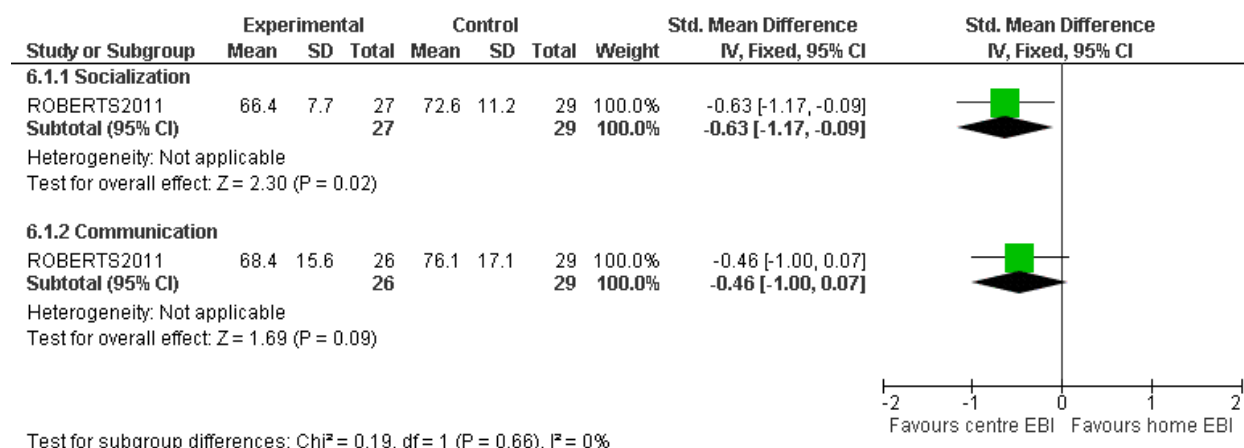 Experimental Control Std. Mean Difference Std. Mean Difference
Study or Subgroup Mean SD Total Mean SD Total Weight IV, Fixed, 95% CI IV, Fixed, 95% CI
6.1.1 Socialization
ROBERTS2011 66.4 7.7 27 72.6 11.2 29 100.0% -0.63 [-1.17, -0.09]
Subtotal (95% CI) 27 29 100.0% -0.63 [-1.17, -0.09]
Heterogeneity: Not applicable
Test for overall effect: Z = 2.30 (P = 0.02)
6.1.2 Communication
ROBERTS2011 68.4 15.6 26 76.1 17.1 29 100.0% -0.46 [-1.00, 0.07]
Subtotal (95% CI) 26 29 100.0% -0.46 [-1.00, 0.07]
Heterogeneity: Not applicable
Test for overall effect: Z = 1.69 (P = 0.09)
-2 -1 0 1 2
Favours centre EBI Favours home EBI
Test for subgroup differences: Chi² = 0.19, df = 1 (P = 0.66), I² = 0%